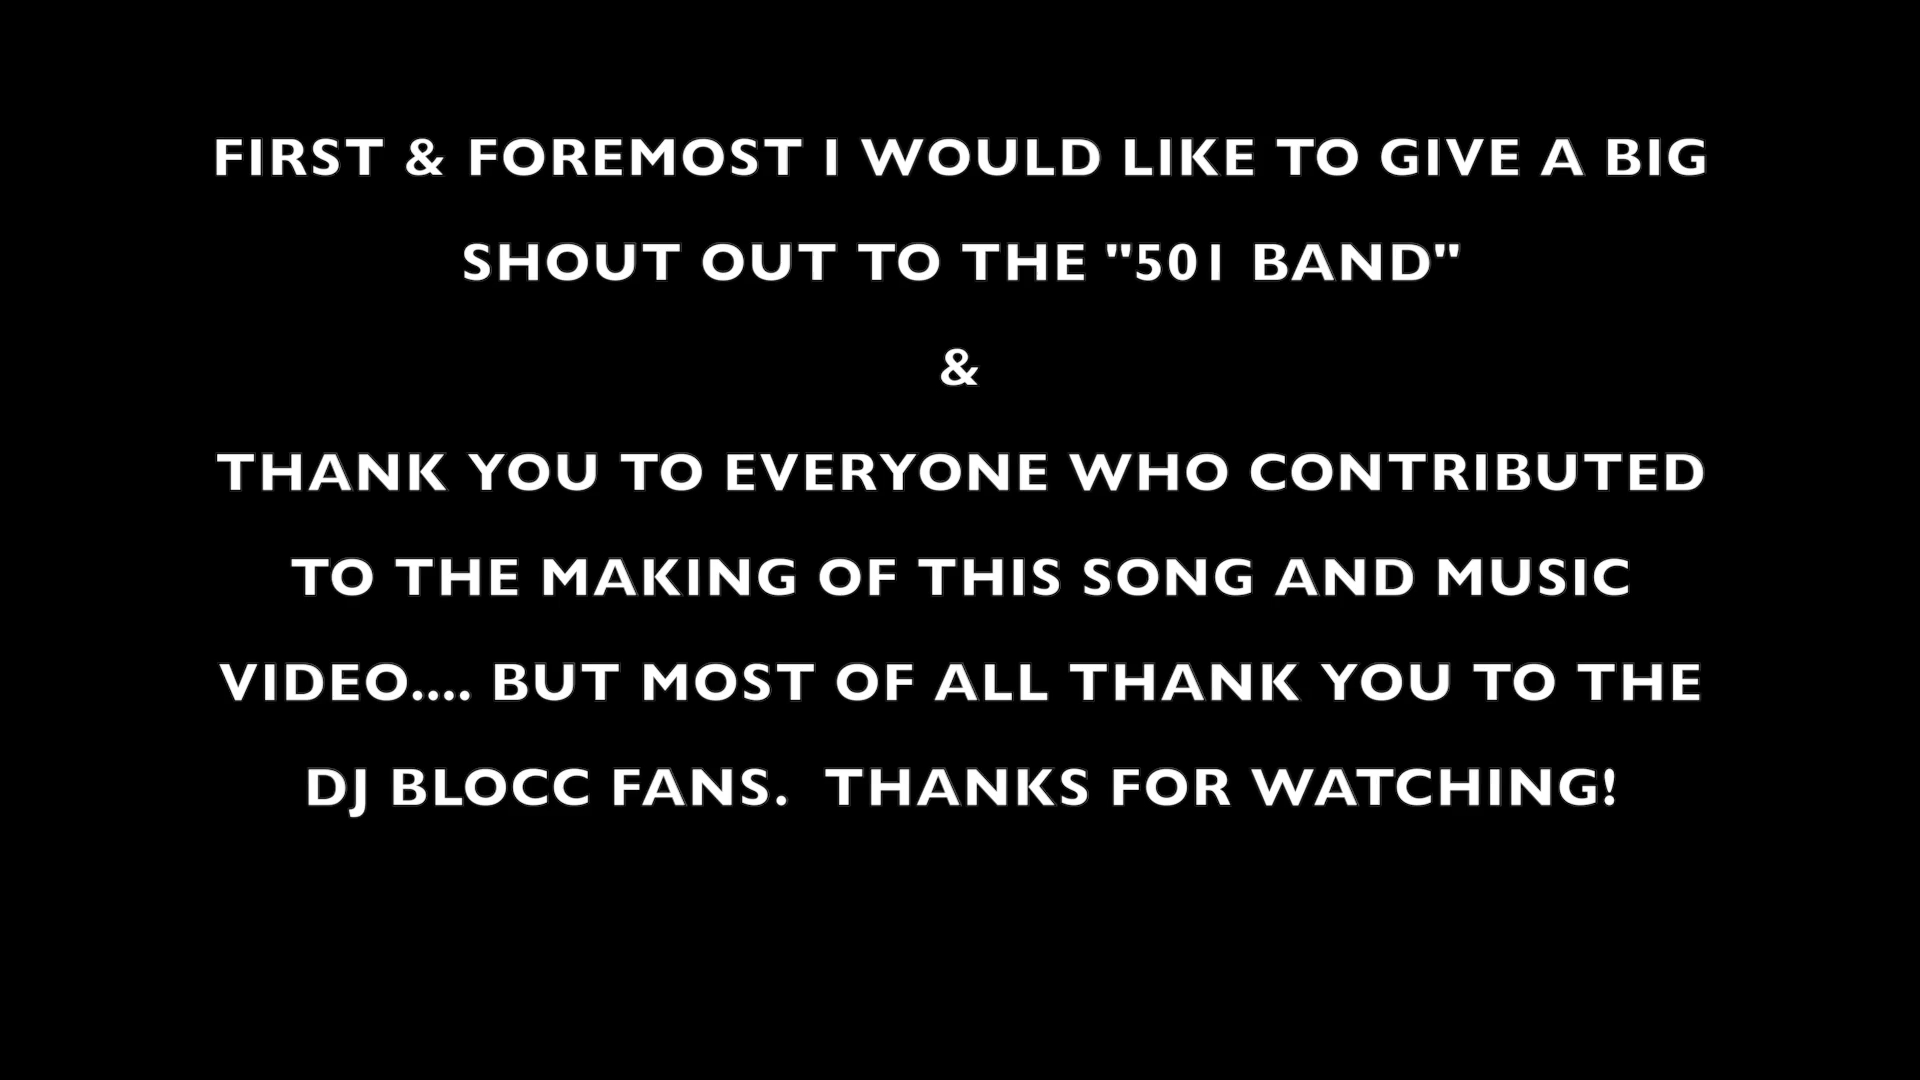 FIRST & FOREMOST I WOULD LIKE TO GIVE A BIG
SHOUT OUT TO THE "501 BAND"
&
THANK YOU TO EVERYONE WHO CONTRIBUTED
TO THE MAKING OF THIS SONG AND MUSIC
VIDEO.... BUT MOST OF ALL THANK YOU TO THE
DJ BLOCC FANS.  THANKS FOR WATCHING!